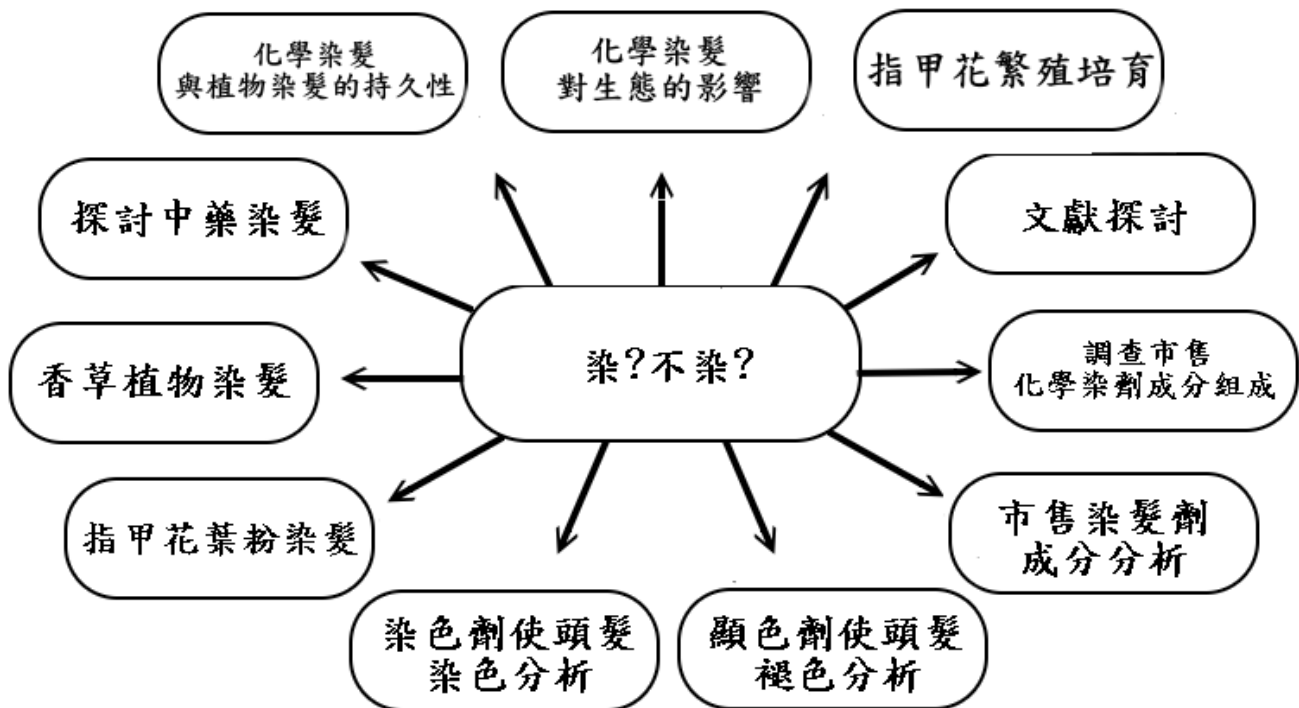 化學染髮
與植物染髮的持久性
化學染髮
對生態的影響
指甲花繁殖培育
探討中藥染髮
文獻探討
染?不染?
調查市售
化學染劑成分組成
香草植物染髮
市售染髮劑
成分分析
指甲花葉粉染髮
染色劑使頭髮
染色分析
顯色劑使頭髮
褪色分析